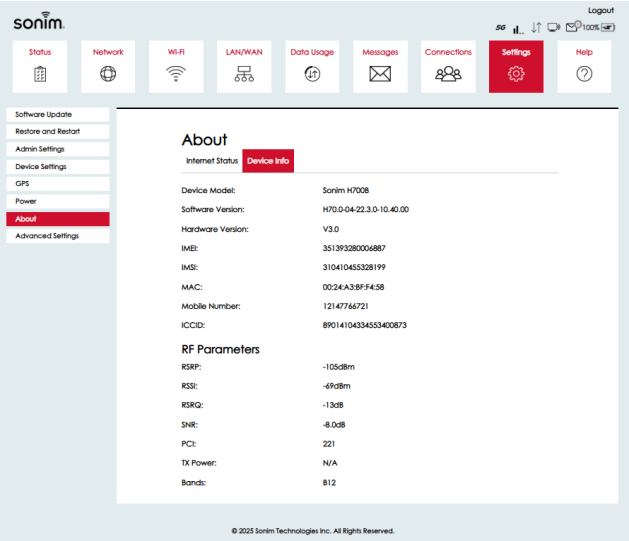 Logout
sonim.
5G 100%
Status Network Wi-Fi LAN/WAN Data Usage Messages Connections Settings Help
Software Update
Restore and Restart
Admin Settings
Device Settings
GPS
Power
About
Advanced Settings
About
Internet Status Device Info
Device Model: Sonim H700B
Software Version: H70.0-04-22.3.0-10.40.00
Hardware Version: V3.0
IMEI: 351393280006887
IMSI: 310410455328199
MAC: 00:24:A3:BF:F4:58
Mobile Number: 12147766721
ICCID: 89014104334553400873
RF Parameters
RSRP: -105dBm
RSSI: -69dBm
RSRQ: -13dB
SNR: -8.0dB
PCI: 221
TX Power: N/A
Bands: B12
© 2025 Sonim Technologies Inc. All Rights Reserved.